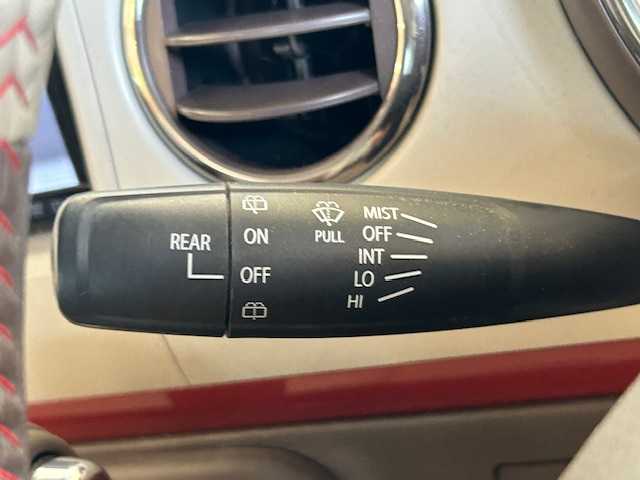 REAR
ON
OFF
PULL
MIST
OFF
INT
LO
HI